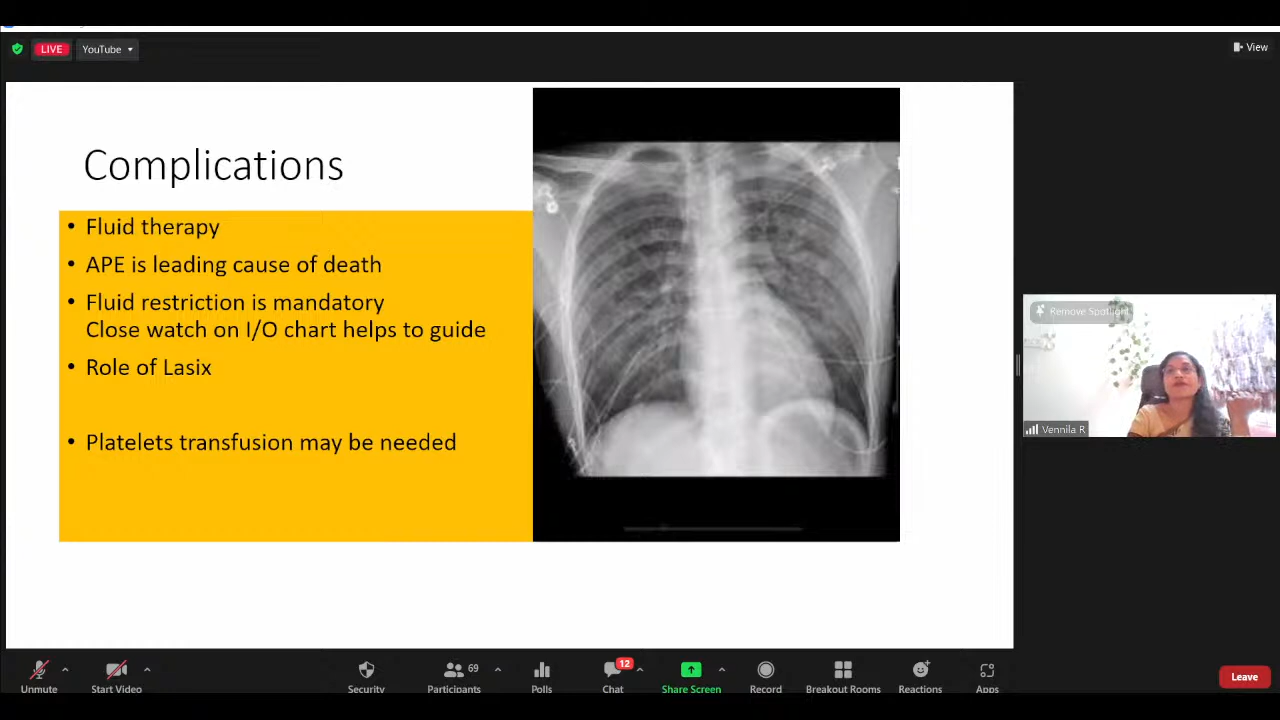 LIVE
YouTube
View
Complications
• Fluid therapy
• APE is leading cause of death
• Fluid restriction is mandatory
Close watch on I/O chart helps to guide
• Role of Lasix
• Platelets transfusion may be needed
Remove Spotlight
Vennila R
Unmute
Start Video
Security
69
Participants
Polls
12
Chat
Share Screen
Record
Breakout Rooms
Reactions
Apps
Leave